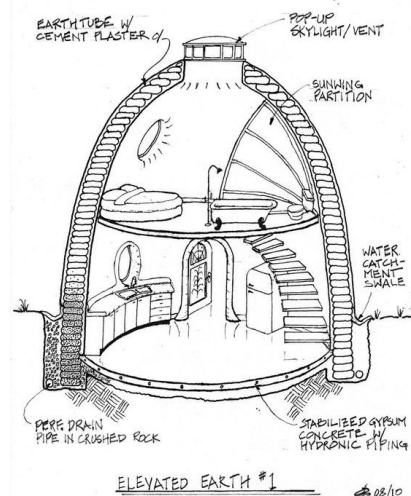 EARTHTUBE W/
CEMENT PLASTER
POP-UP
SKYLIGHT/VENT
SUNWING
PARTITION
WATER
CATCH-
MENT
SWALE
PERF. DRAIN
PIPE IN CRUSHED ROCK
STABILIZED GYPSUM
CONCRETE W/
HYDRONIC PIPING
ELEVATED EARTH #1
08/10